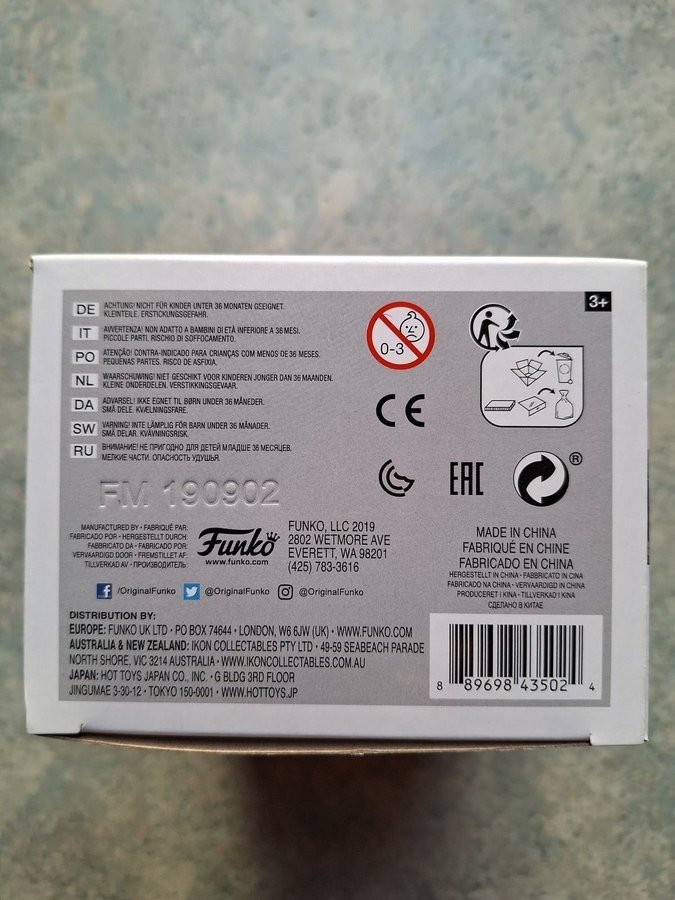 3+
DE ACHTUNG! NICHT FÜR KINDER UNTER 36 MONATEN GEEIGNET.
KLEINTEILE. ERSTICKUNGSGEFAHR.
IT AVVERTENZA! NON ADATTO A BAMBINI DI ETÀ INFERIORE A 36 MESI.
PICCOLE PARTI. RISCHIO DI SOFFOCAMENTO.
PO ATENÇÃO! CONTRA-INDICADO PARA CRIANÇAS COM MENOS DE 36 MESES.
PEQUENAS PARTES. RISCO DE ASFIXIA.
NL WAARSCHUWING! NIET GESCHIKT VOOR KINDEREN JONGER DAN 36 MAANDEN.
KLEINE ONDERDELEN. VERSTIKKINGSGEVAAR.
DA ADVARSEL! IKKE EGNET TIL BØRN UNDER 36 MÅNEDER.
SMÅ DELE. KVÆLNINGSFARE.
SW VARNING! INTE LÄMPLIG FÖR BARN UNDER 36 MÅNADER.
SMÅ DELAR. KVÄVNINGSRISK.
RU ВНИМАНИЕ! НЕ ПРИГОДНО ДЛЯ ДЕТЕЙ МЛАДШЕ 36 МЕСЯЦЕВ.
МЕЛКИЕ ЧАСТИ. ОПАСНОСТЬ УДУШЬЯ.
0-3
CE
EAC
®
FM 190902
MANUFACTURED BY • FABRIQUÉ PAR:
FABRICADO POR • HERGESTELLT DURCH:
FABBRICATO DA • FABRICADO POR:
VERVAARDIGD DOOR • FREMSTILLET AF:
TILLVERKAD AV • ПРОИЗВОДИТЕЛЬ:
Funko
www.funko.com
FUNKO, LLC 2019
2802 WETMORE AVE
EVERETT, WA 98201
(425) 783-3616
MADE IN CHINA
FABRIQUÉ EN CHINE
FABRICADO EN CHINA
HERGESTELLT IN CHINA • FABBRICATO IN CINA
FABRICADO NA CHINA • VERVAARDIGD IN CHINA
PRODUCERET I KINA • TILLVERKAD I KINA
СДЕЛАНО В КИТАЕ
f /OriginalFunko @OriginalFunko @OriginalFunko
DISTRIBUTION BY:
EUROPE: FUNKO UK LTD • PO BOX 74644 • LONDON, W6 6JW (UK) • WWW.FUNKO.COM
AUSTRALIA & NEW ZEALAND: IKON COLLECTABLES PTY LTD • 49-59 SEABEACH PARADE
NORTH SHORE, VIC 3214 AUSTRALIA • WWW.IKONCOLLECTABLES.COM.AU
JAPAN: HOT TOYS JAPAN CO., INC. • G BLDG 3RD FLOOR
JINGUMAE 3-30-12 • TOKYO 150-0001 • WWW.HOTTOYS.JP
8 89698 43502 4